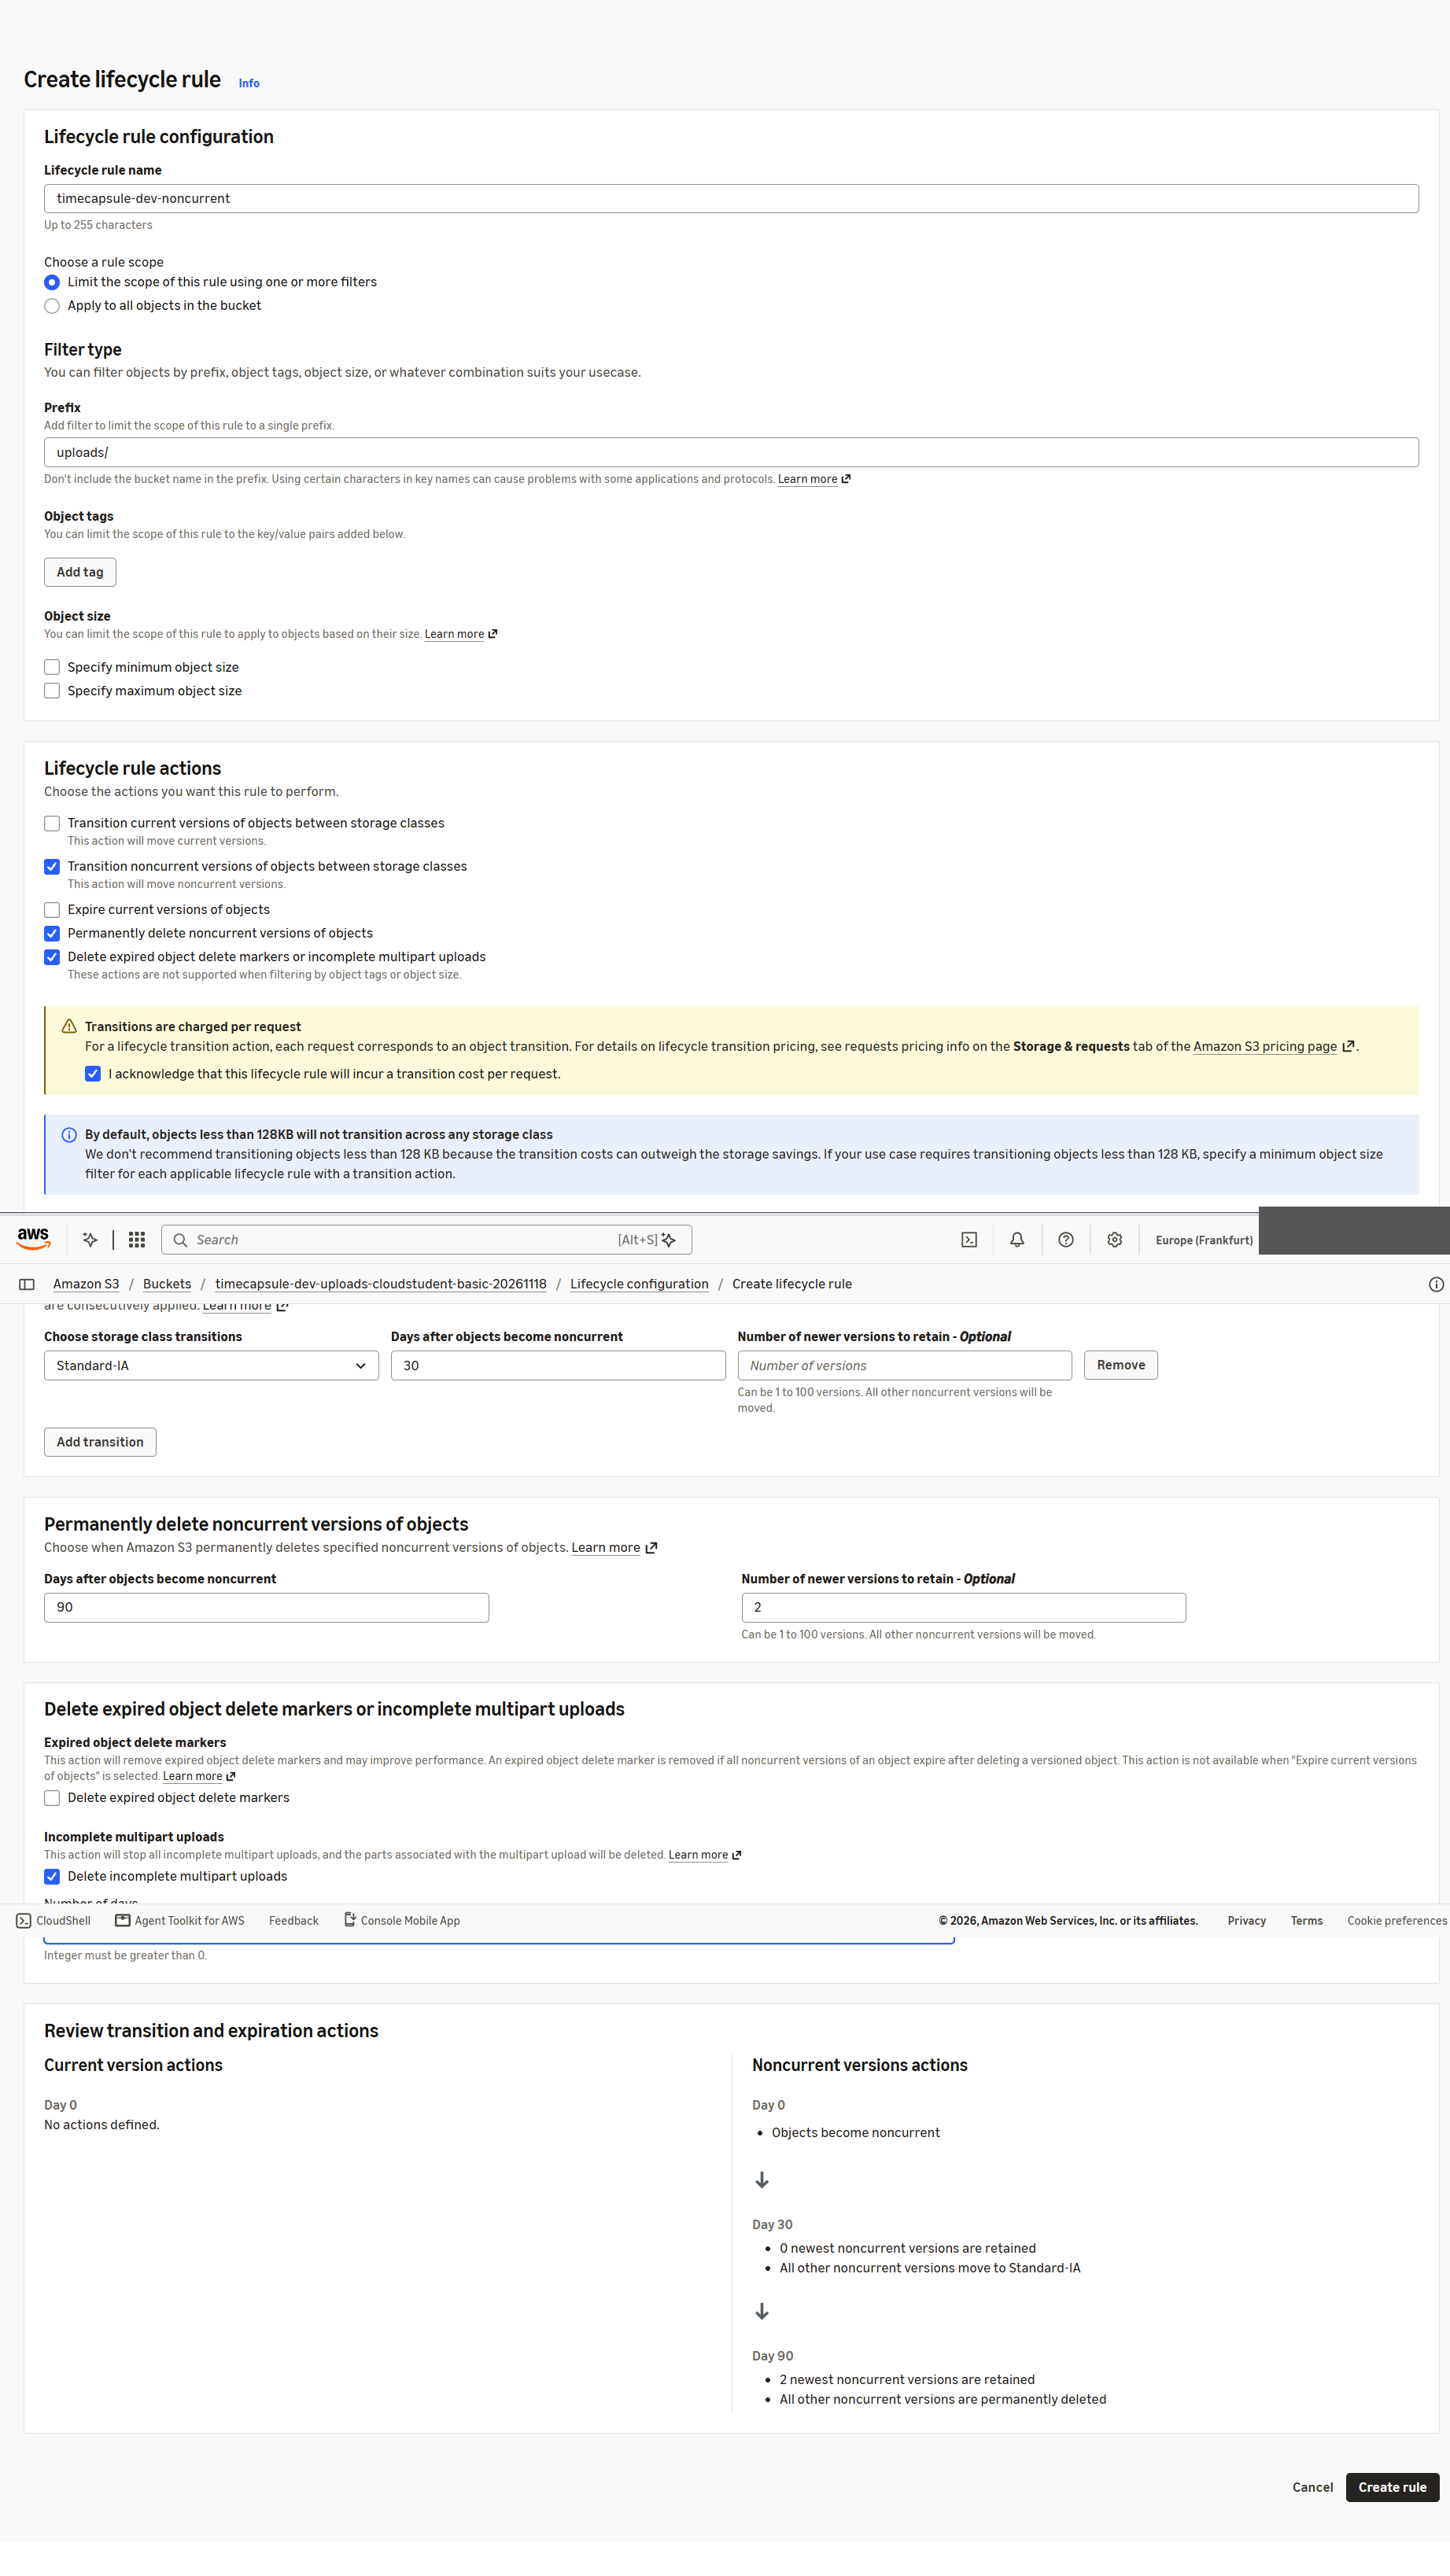 Create lifecycle rule Info
Lifecycle rule configuration
Lifecycle rule name
timecapsule-dev-noncurrent
Up to 255 characters
Choose a rule scope
Limit the scope of this rule using one or more filters
Apply to all objects in the bucket
Filter type
You can filter objects by prefix, object tags, object size, or whatever combination suits your usecase.
Prefix
Add filter to limit the scope of this rule to a single prefix.
uploads/
Don't include the bucket name in the prefix. Using certain characters in key names can cause problems with some applications and protocols. Learn more
Object tags
You can limit the scope of this rule to the key/value pairs added below.
Add tag
Object size
You can limit the scope of this rule to apply to objects based on their size. Learn more
Specify minimum object size
Specify maximum object size
Lifecycle rule actions
Choose the actions you want this rule to perform.
Transition current versions of objects between storage classes
This action will move current versions.
Transition noncurrent versions of objects between storage classes
This action will move noncurrent versions.
Expire current versions of objects
Permanently delete noncurrent versions of objects
Delete expired object delete markers or incomplete multipart uploads
These actions are not supported when filtering by object tags or object size.
Transitions are charged per request
For a lifecycle transition action, each request corresponds to an object transition. For details on lifecycle transition pricing, see requests pricing info on the Storage & requests tab of the Amazon S3 pricing page.
I acknowledge that this lifecycle rule will incur a transition cost per request.
By default, objects less than 128KB will not transition across any storage class
We don't recommend transitioning objects less than 128 KB because the transition costs can outweigh the storage savings. If your use case requires transitioning objects less than 128 KB, specify a minimum object size
filter for each applicable lifecycle rule with a transition action.
aws Search [Alt+S] Europe (Frankfurt)
Amazon S3 / Buckets / timecapsule-dev-uploads-cloudstudent-basic-20261118 / Lifecycle configuration / Create lifecycle rule
are consecutively applied. Learn more
Choose storage class transitions Days after objects become noncurrent Number of newer versions to retain - Optional
Standard-IA 30 Number of versions Remove
Can be 1 to 100 versions. All other noncurrent versions will be
moved.
Add transition
Permanently delete noncurrent versions of objects
Choose when Amazon S3 permanently deletes specified noncurrent versions of objects. Learn more
Days after objects become noncurrent Number of newer versions to retain - Optional
90 2
Can be 1 to 100 versions. All other noncurrent versions will be moved.
Delete expired object delete markers or incomplete multipart uploads
Expired object delete markers
This action will remove expired object delete markers and may improve performance. An expired object delete marker is removed if all noncurrent versions of an object expire after deleting a versioned object. This action is not available when "Expire current versions
of objects" is selected. Learn more
Delete expired object delete markers
Incomplete multipart uploads
This action will stop all incomplete multipart uploads, and the parts associated with the multipart upload will be deleted. Learn more
Delete incomplete multipart uploads
Number of days
CloudShell Agent Toolkit for AWS Feedback Console Mobile App © 2026, Amazon Web Services, Inc. or its affiliates. Privacy Terms Cookie preferences
Integer must be greater than 0.
Review transition and expiration actions
Current version actions
Day 0
No actions defined.
Noncurrent versions actions
Day 0
Objects become noncurrent
Day 30
0 newest noncurrent versions are retained
All other noncurrent versions move to Standard-IA
Day 90
2 newest noncurrent versions are retained
All other noncurrent versions are permanently deleted
Cancel Create rule